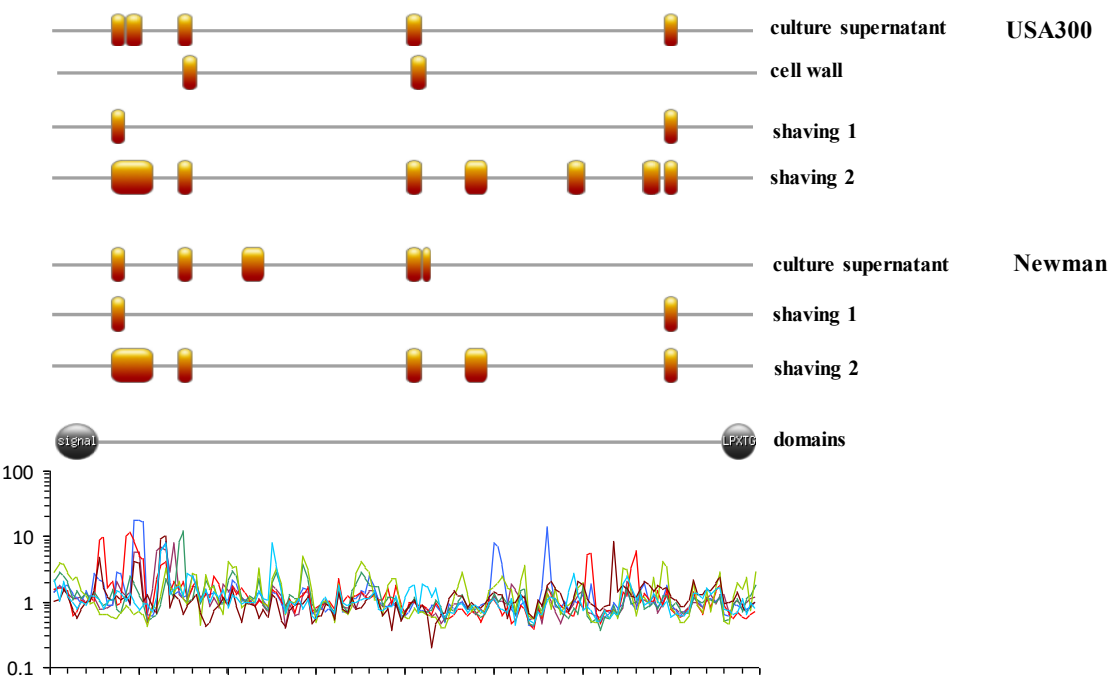 culture supernatant USA300
cell wall
shaving 1
shaving 2
culture supernatant Newman
shaving 1
shaving 2
signal LPXTG domains
100
10
1
0.1